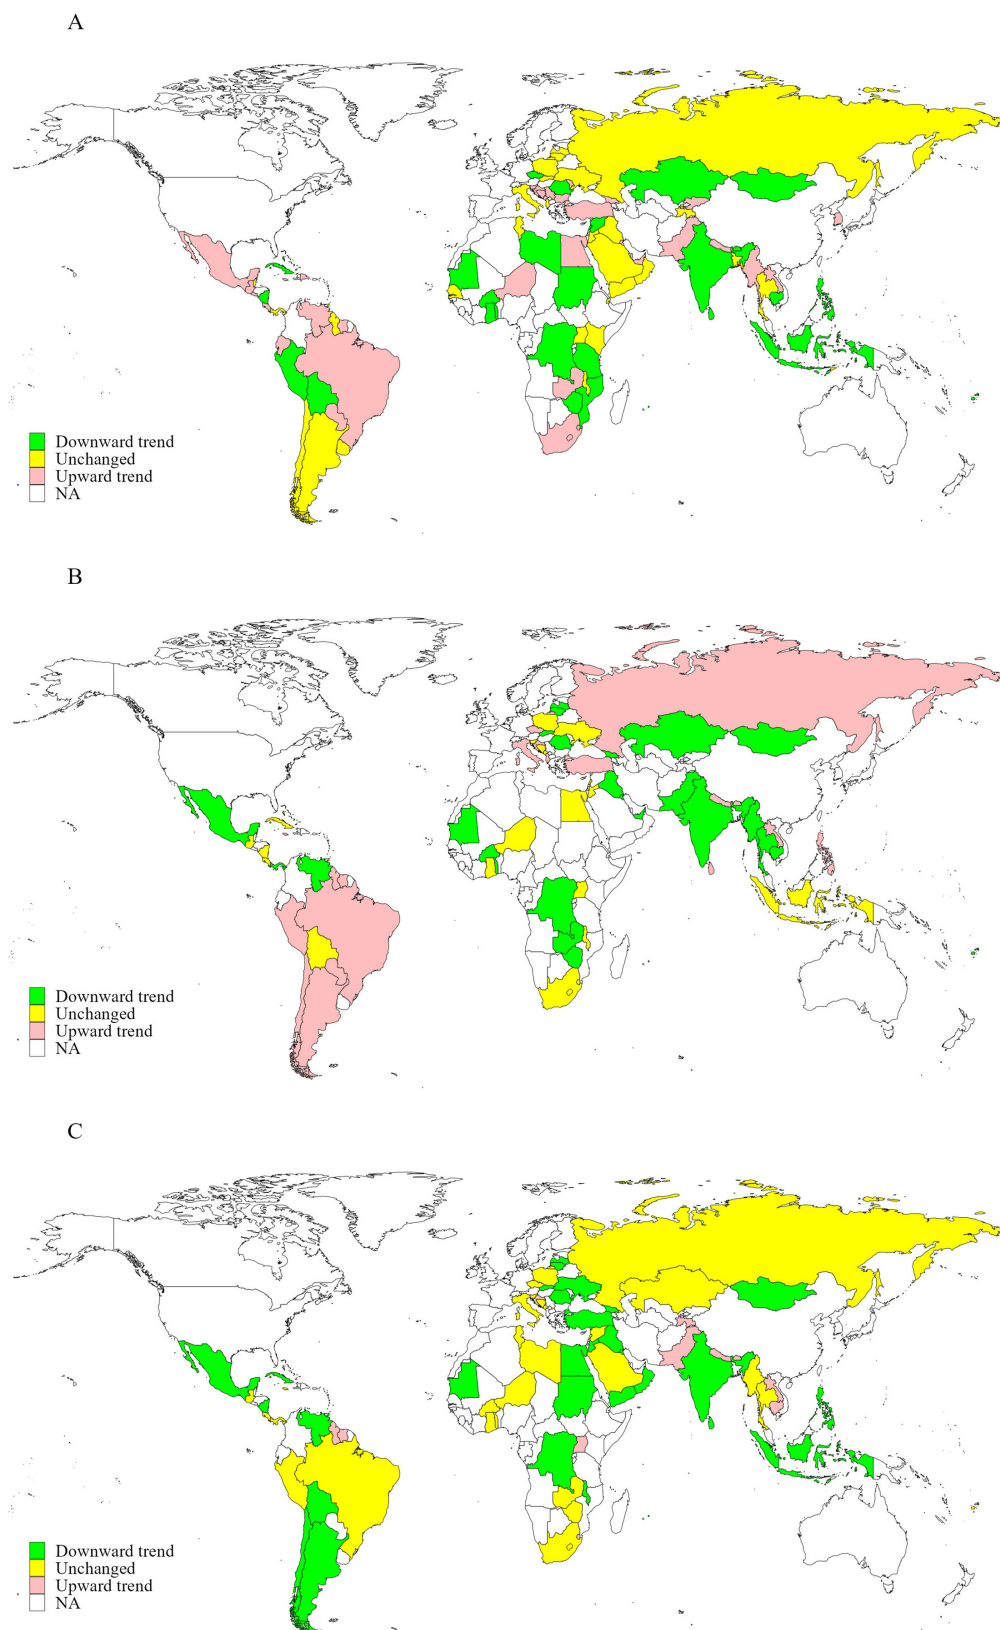 A
Downward trend
Unchanged
Upward trend
NA
B
Downward trend
Unchanged
Upward trend
NA
C
Downward trend
Unchanged
Upward trend
NA